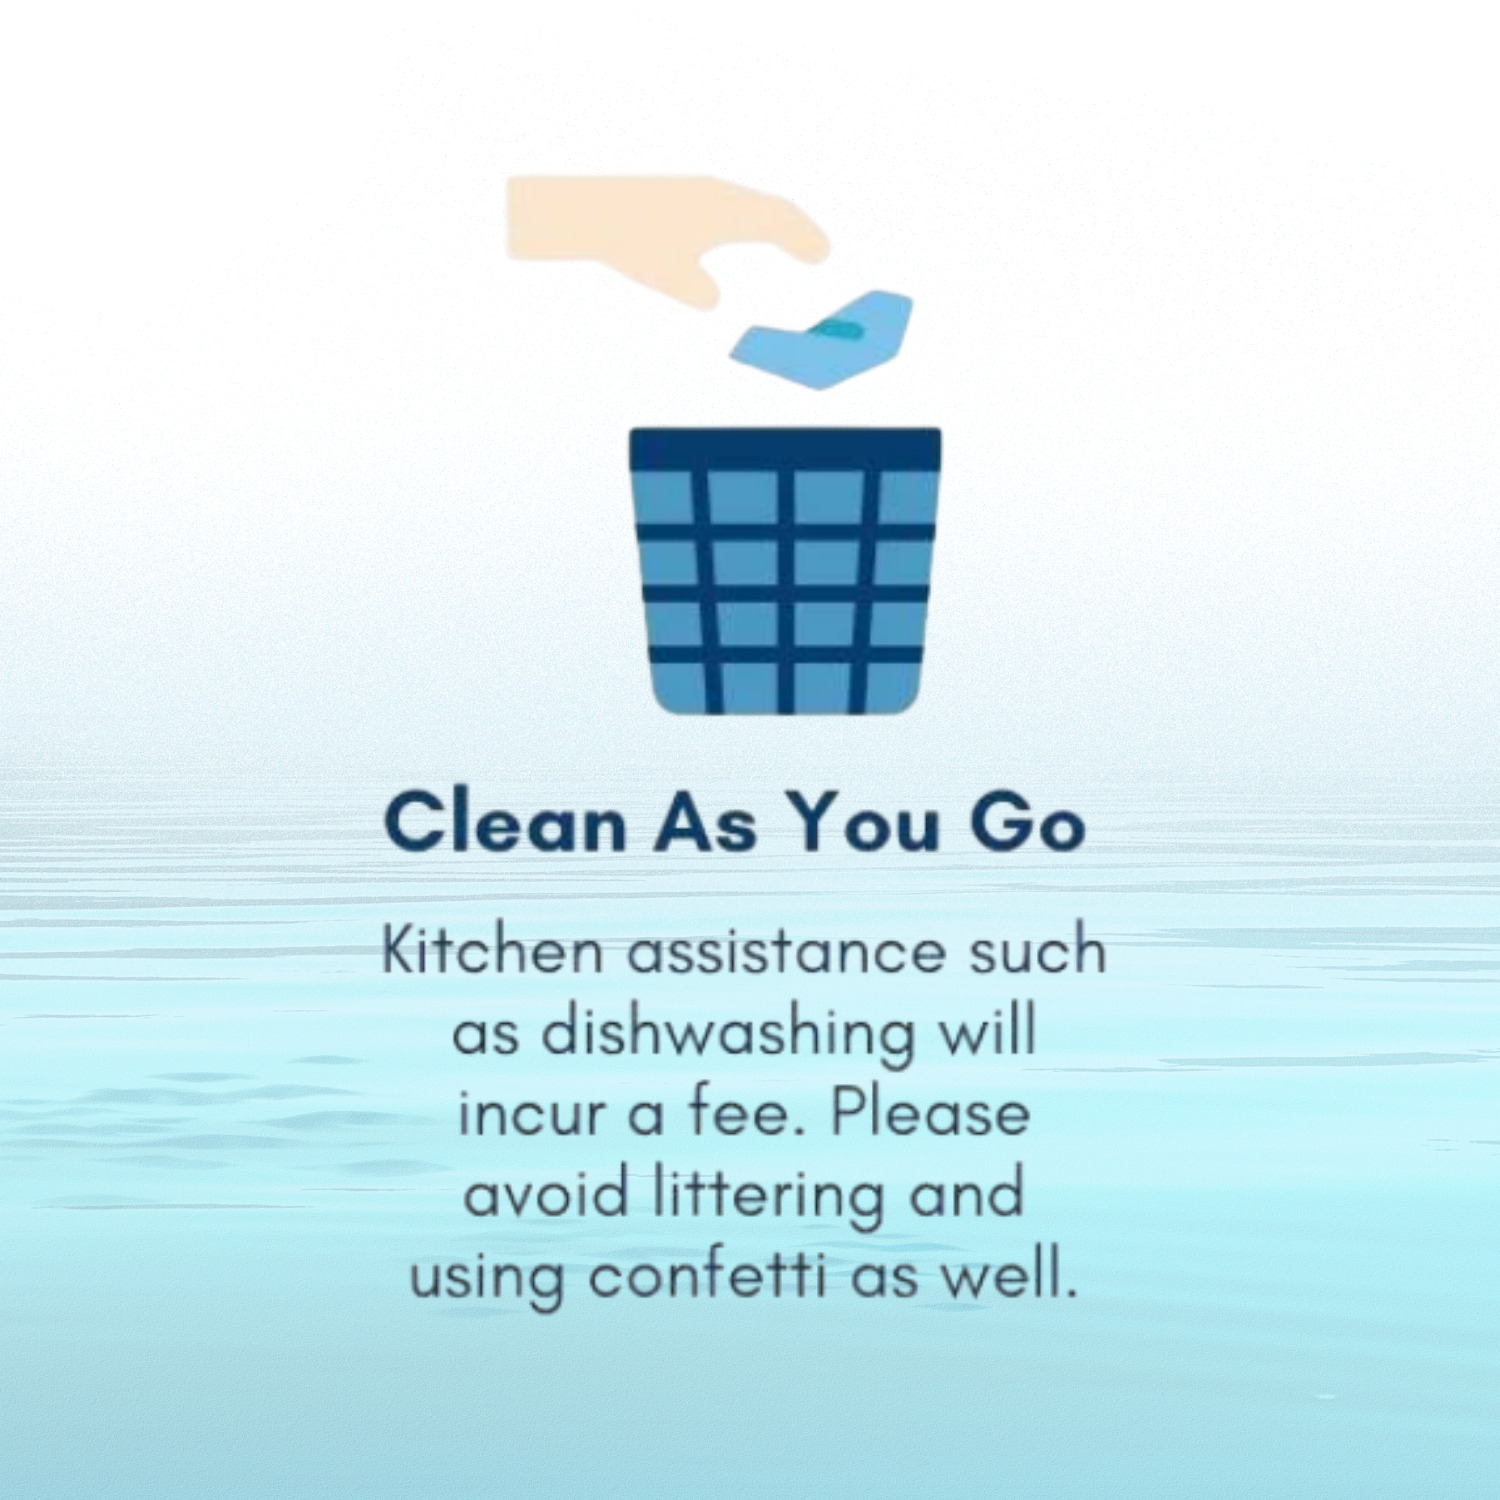 Clean As You Go
Kitchen assistance such
as dishwashing will
incur a fee. Please
avoid littering and
using confetti as well.